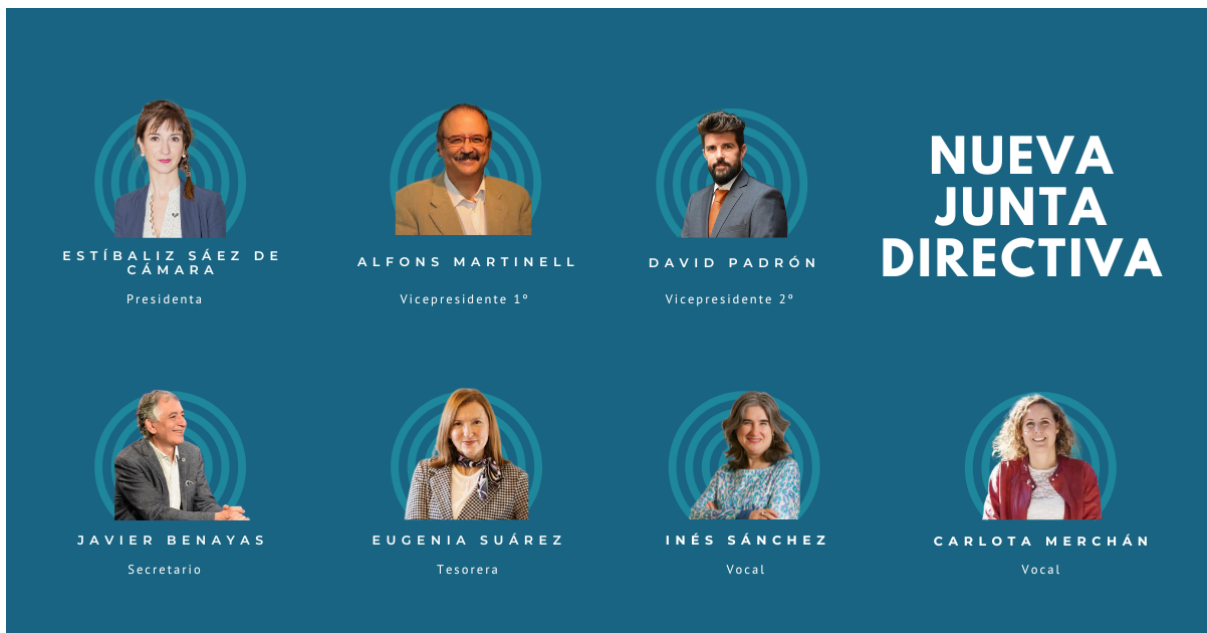 NUEVA
JUNTA
DIRECTIVA
ESTÍBALIZ SÁEZ DE
CÁMARA
Presidenta
ALFONS MARTINELL
Vicepresidente 1º
DAVID PADRÓN
Vicepresidente 2º
JAVIER BENAYAS
Secretario
EUGENIA SUÁREZ
Tesorera
INÉS SÁNCHEZ
Vocal
CARLOTA MERCHÁN
Vocal